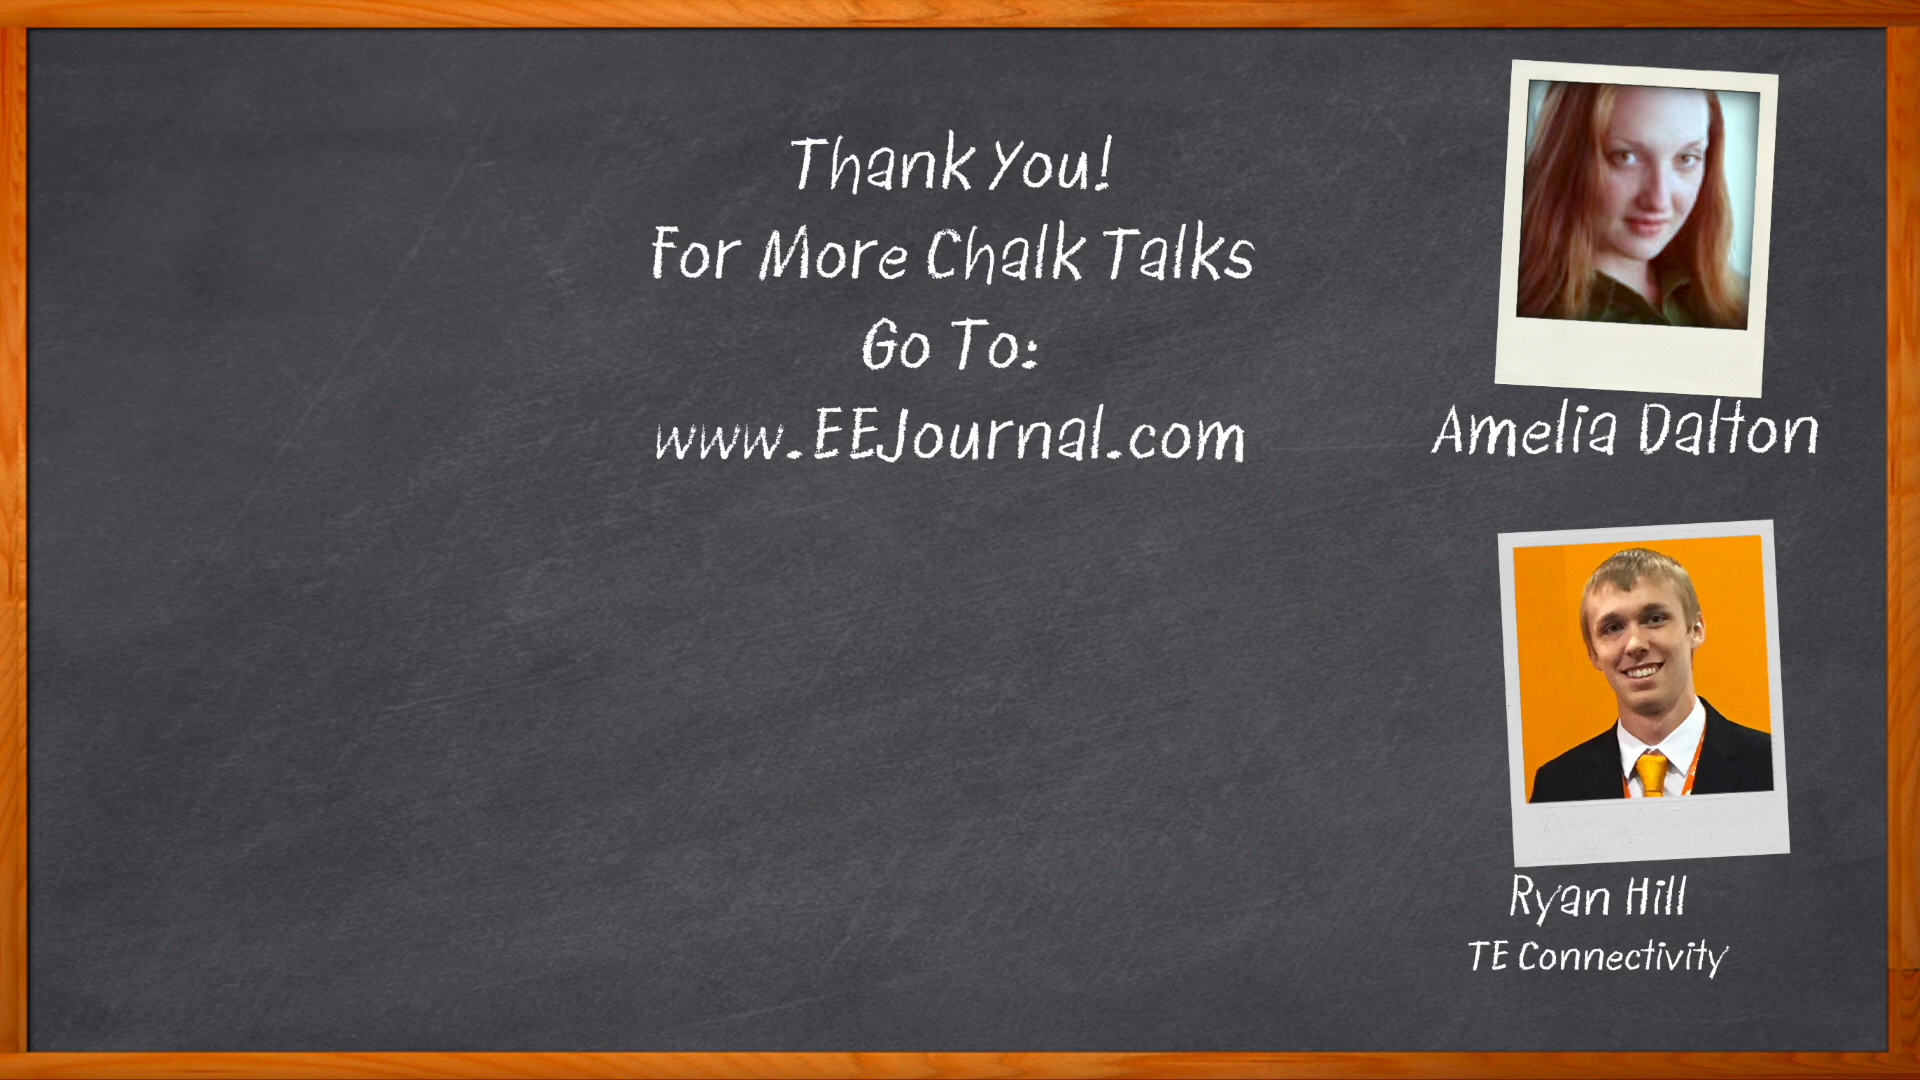 Thank You!
For More Chalk Talks
Go To:
www.EEJournal.com
Amelia Dalton
Ryan Hill
TE Connectivity